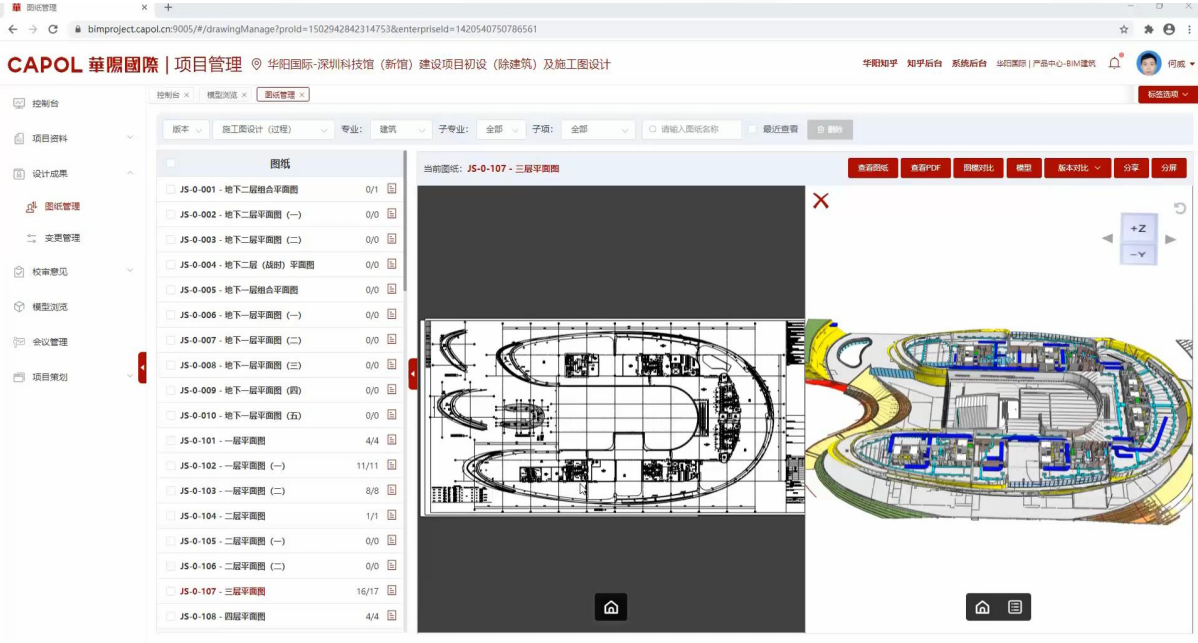 图纸管理
bimproject.capol.cn:9005/#/drawingManage?proId=1502942842314753&enterpriseId=1420540750786561
CAPOL 華陽國際 | 项目管理 华阳国际-深圳科技馆（新馆）建设项目初设（除建筑）及施工图设计
华阳知乎 知乎后台 系统后台 华阳国际 | 产品中心-BIM建筑 何威
控制台 模型浏览 图纸管理 标签选项
控制台
项目资料
设计成果
图纸管理
变更管理
校审意见
模型浏览
会议管理
项目策划
版本 施工图设计（过程） 专业： 建筑 子专业： 全部 子项： 全部 请输入图纸名称 最近查看 删除
图纸
JS-0-001 - 地下二层组合平面图 0/1
JS-0-002 - 地下二层平面图（一） 0/0
JS-0-003 - 地下二层平面图（二） 0/0
JS-0-004 - 地下二层（战时）平面图 0/0
JS-0-005 - 地下一层组合平面图 0/0
JS-0-006 - 地下一层平面图（一） 0/0
JS-0-007 - 地下一层平面图（二） 0/0
JS-0-008 - 地下一层平面图（三） 0/0
JS-0-009 - 地下一层平面图（四） 0/0
JS-0-010 - 地下一层平面图（五） 0/0
JS-0-101 - 一层平面图 4/4
JS-0-102 - 一层平面图（一） 11/11
JS-0-103 - 一层平面图（二） 8/8
JS-0-104 - 二层平面图 1/1
JS-0-105 - 二层平面图（一） 0/0
JS-0-106 - 二层平面图（二） 0/0
JS-0-107 - 三层平面图 16/17
JS-0-108 - 四层平面图 4/4
当前图纸：JS-0-107 - 三层平面图
查看图纸 查看PDF 图模对比 模型 版本对比 分享 分屏
+Z
−Y